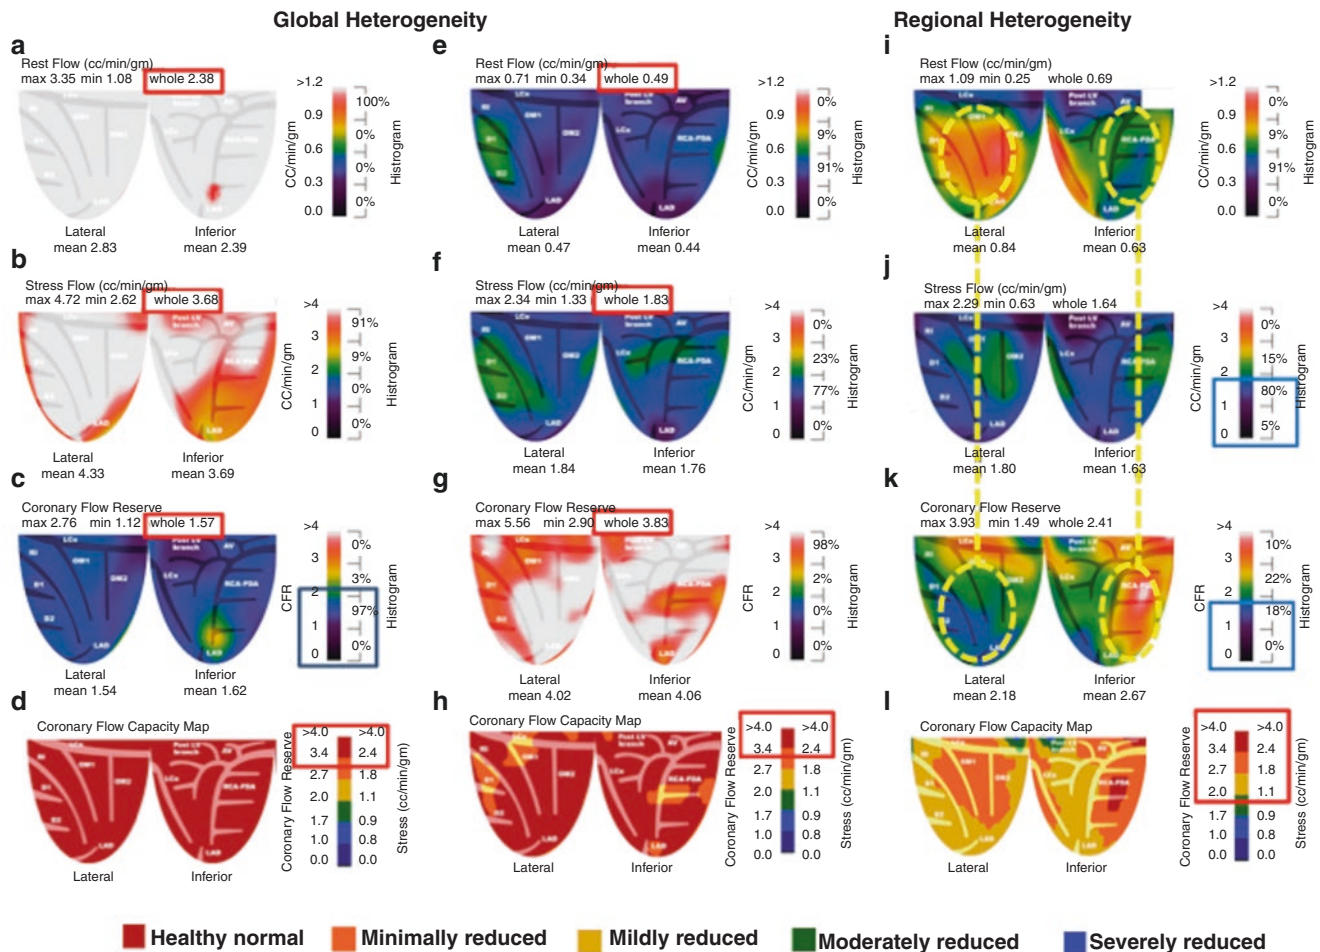 Global Heterogeneity
Regional Heterogeneity
a
Rest Flow (cc/min/gm)
max 3.35 min 1.08 whole 2.38
>1.2
0.9
0.6
0.3
0.0
CC/min/gm
100%
0%
0%
0%
Histrogram
Lateral
mean 2.83
Inferior
mean 2.39
b
Stress Flow (cc/min/gm)
max 4.72 min 2.62 whole 3.68
>4
3
2
1
0
CC/min/gm
91%
9%
0%
0%
Histrogram
LAD
LAD
Lateral
mean 4.33
Inferior
mean 3.69
c
Coronary Flow Reserve
max 2.76 min 1.12 whole 1.57
>4
3
2
1
0
CFR
0%
3%
97%
0%
Histrogram
LCx
OM1
OM2
D1
D2
LAD
Post LV
branch
AV
LCx
RCA-PDA
LAD
Lateral
mean 1.54
Inferior
mean 1.62
d
Coronary Flow Capacity Map
>4.0 >4.0
3.4 2.4
2.7 1.8
2.0 1.1
1.7 0.9
1.0 0.8
0.0 0.0
Coronary Flow Reserve
Stress (cc/min/gm)
Lateral
Inferior
e
Rest Flow (cc/min/gm)
max 0.71 min 0.34 whole 0.49
>1.2
0.9
0.6
0.3
0.0
CC/min/gm
0%
9%
91%
0%
Histrogram
Lateral
mean 0.47
Inferior
mean 0.44
f
Stress Flow (cc/min/gm)
max 2.34 min 1.33 whole 1.83
>4
3
2
1
0
CC/min/gm
0%
23%
77%
0%
Histrogram
Lateral
mean 1.84
Inferior
mean 1.76
g
Coronary Flow Reserve
max 5.56 min 2.90 whole 3.83
>4
3
2
1
0
CFR
98%
2%
0%
0%
Histrogram
Lateral
mean 4.02
Inferior
mean 4.06
h
Coronary Flow Capacity Map
>4.0 >4.0
3.4 2.4
2.7 1.8
2.0 1.1
1.7 0.9
1.0 0.8
0.0 0.0
Coronary Flow Reserve
Stress (cc/min/gm)
Lateral
Inferior
i
Rest Flow (cc/min/gm)
max 1.09 min 0.25 whole 0.69
>1.2
0.9
0.6
0.3
0.0
CC/min/gm
0%
9%
91%
0%
Histrogram
Lateral
mean 0.84
Inferior
mean 0.63
j
Stress Flow (cc/min/gm)
max 2.29 min 0.63 whole 1.64
>4
3
2
1
0
CC/min/gm
0%
15%
80%
5%
Histrogram
Lateral
mean 1.80
Inferior
mean 1.63
k
Coronary Flow Reserve
max 3.93 min 1.49 whole 2.41
>4
3
2
1
0
CFR
10%
22%
18%
0%
Histrogram
Lateral
mean 2.18
Inferior
mean 2.67
l
Coronary Flow Capacity Map
>4.0 >4.0
3.4 2.4
2.7 1.8
2.0 1.1
1.7 0.9
1.0 0.8
0.0 0.0
Coronary Flow Reserve
Stress (cc/min/gm)
Lateral
Inferior
Healthy normal
Minimally reduced
Mildly reduced
Moderately reduced
Severely reduced